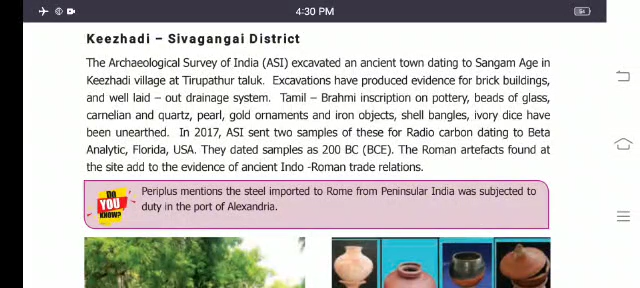 4:30 PM
Keezhadi – Sivagangai District
The Archaeological Survey of India (ASI) excavated an ancient town dating to Sangam Age in
Keezhadi village at Tirupathur taluk. Excavations have produced evidence for brick buildings,
and well laid – out drainage system. Tamil – Brahmi inscription on pottery, beads of glass,
carnelian and quartz, pearl, gold ornaments and iron objects, shell bangles, ivory dice have
been unearthed. In 2017, ASI sent two samples of these for Radio carbon dating to Beta
Analytic, Florida, USA. They dated samples as 200 BC (BCE). The Roman artefacts found at
the site add to the evidence of ancient Indo -Roman trade relations.
Do
YOU
KNOW?
Periplus mentions the steel imported to Rome from Peninsular India was subjected to
duty in the port of Alexandria.